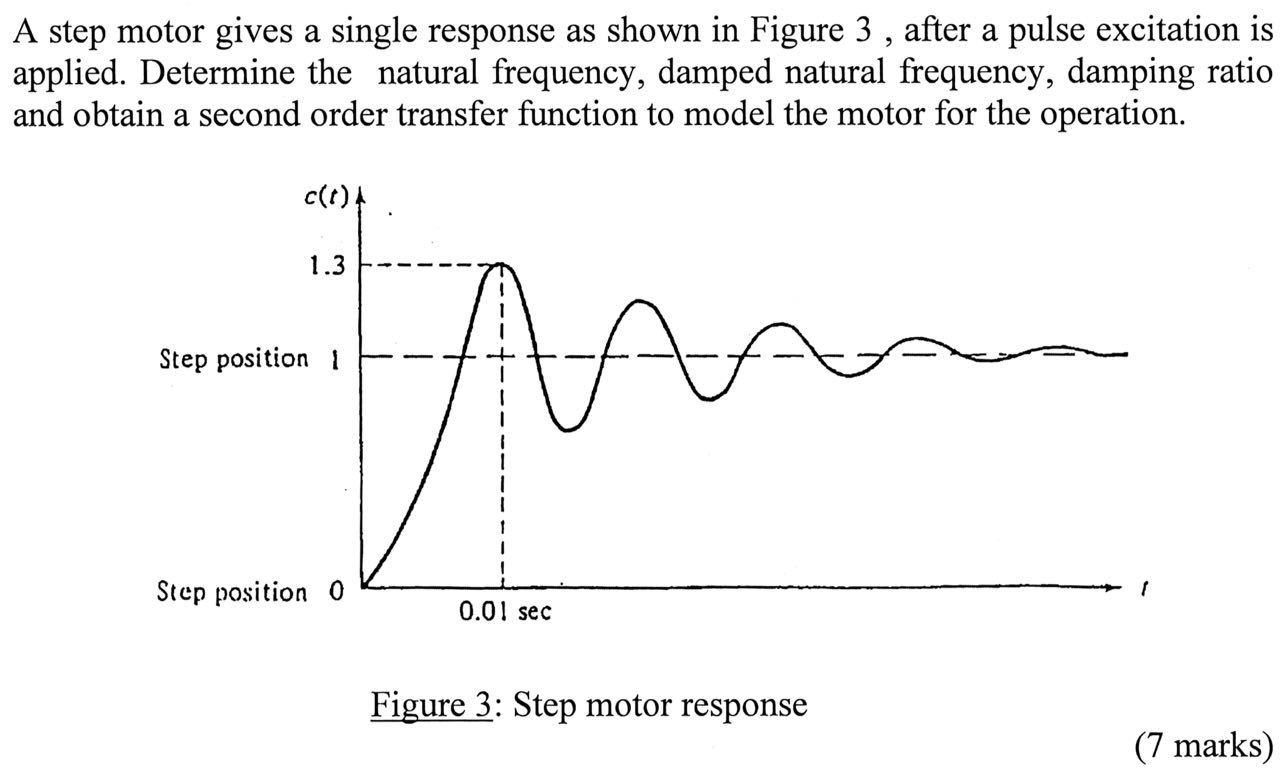 A step motor gives a single response as shown in Figure 3 , after a pulse excitation is
applied. Determine the natural frequency, damped natural frequency, damping ratio
and obtain a second order transfer function to model the motor for the operation.
c(t)
1.3
Step position 1
Step position 0
t
0.01 sec
Figure 3: Step motor response
(7 marks)